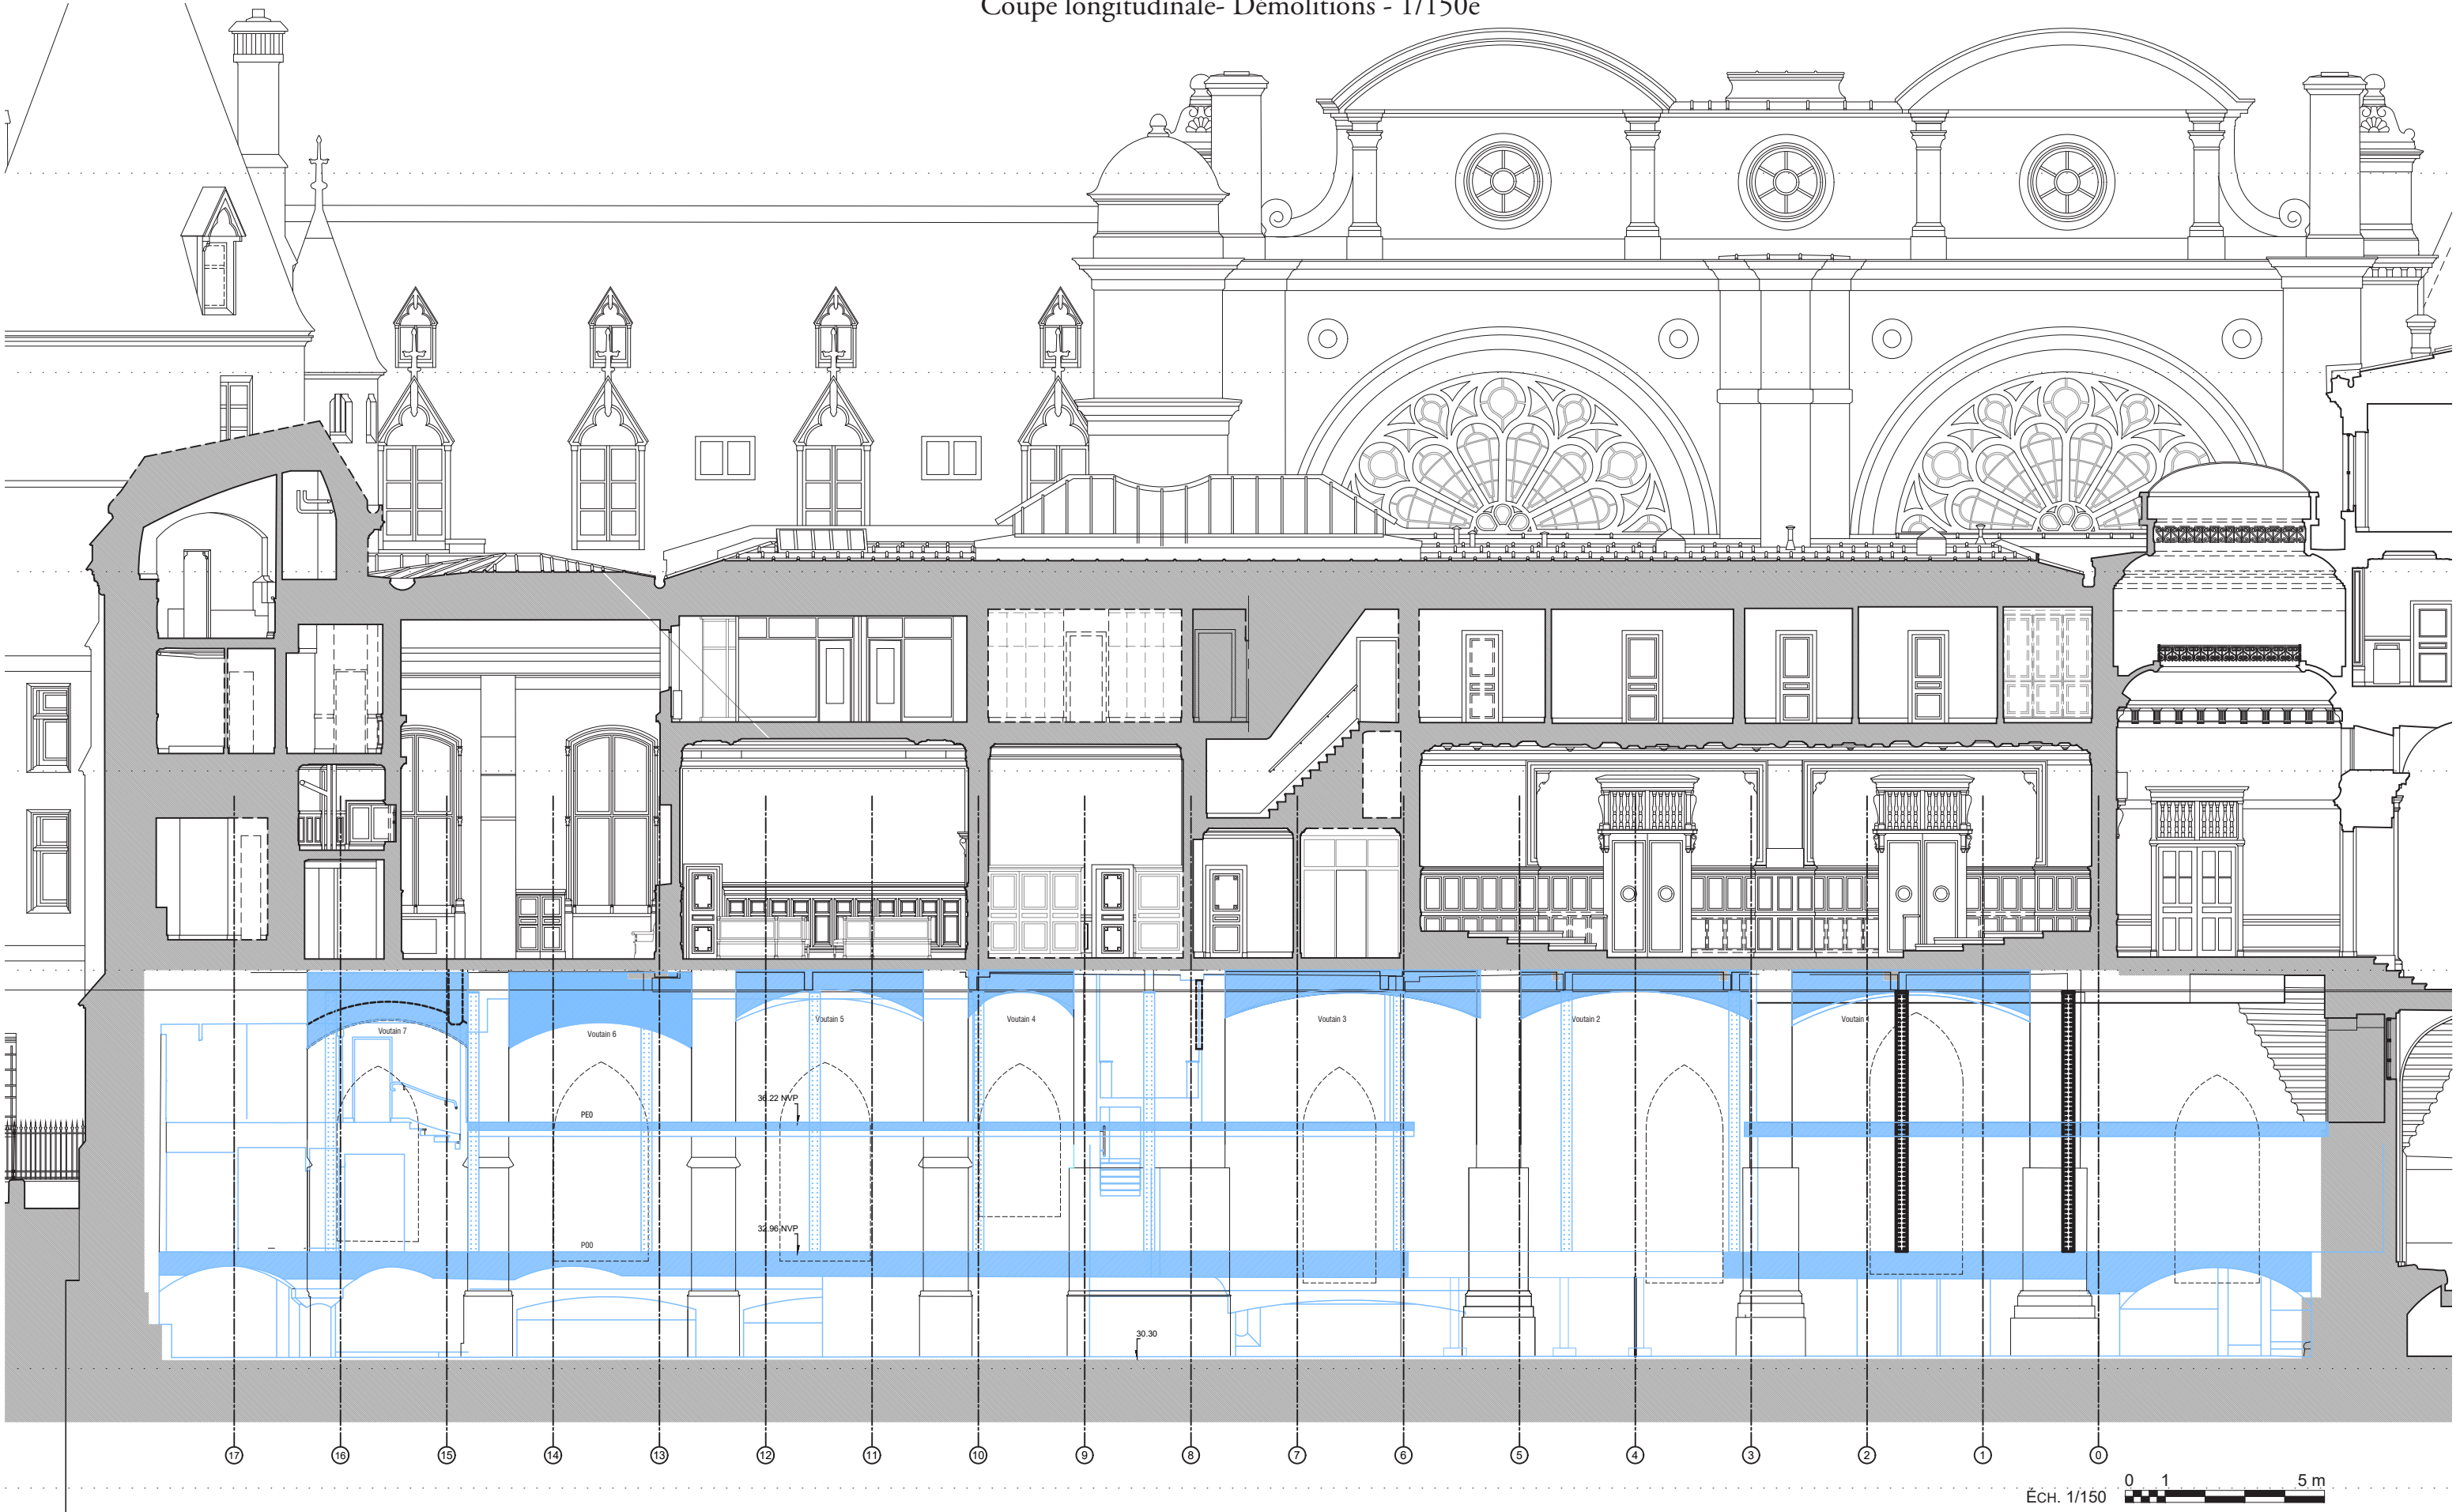 Coupe longitudinale- Démolitions - 1/150e
Voutain 7
Voutain 6
Voutain 5
Voutain 4
Voutain 3
Voutain 2
Voutain
36.22 NVP
PE0
32.96 NVP
P00
30.30
17 16 15 14 13 12 11 10 9 8 7 6 5 4 3 2 1 0
0 1 5 m
ÉCH. 1/150